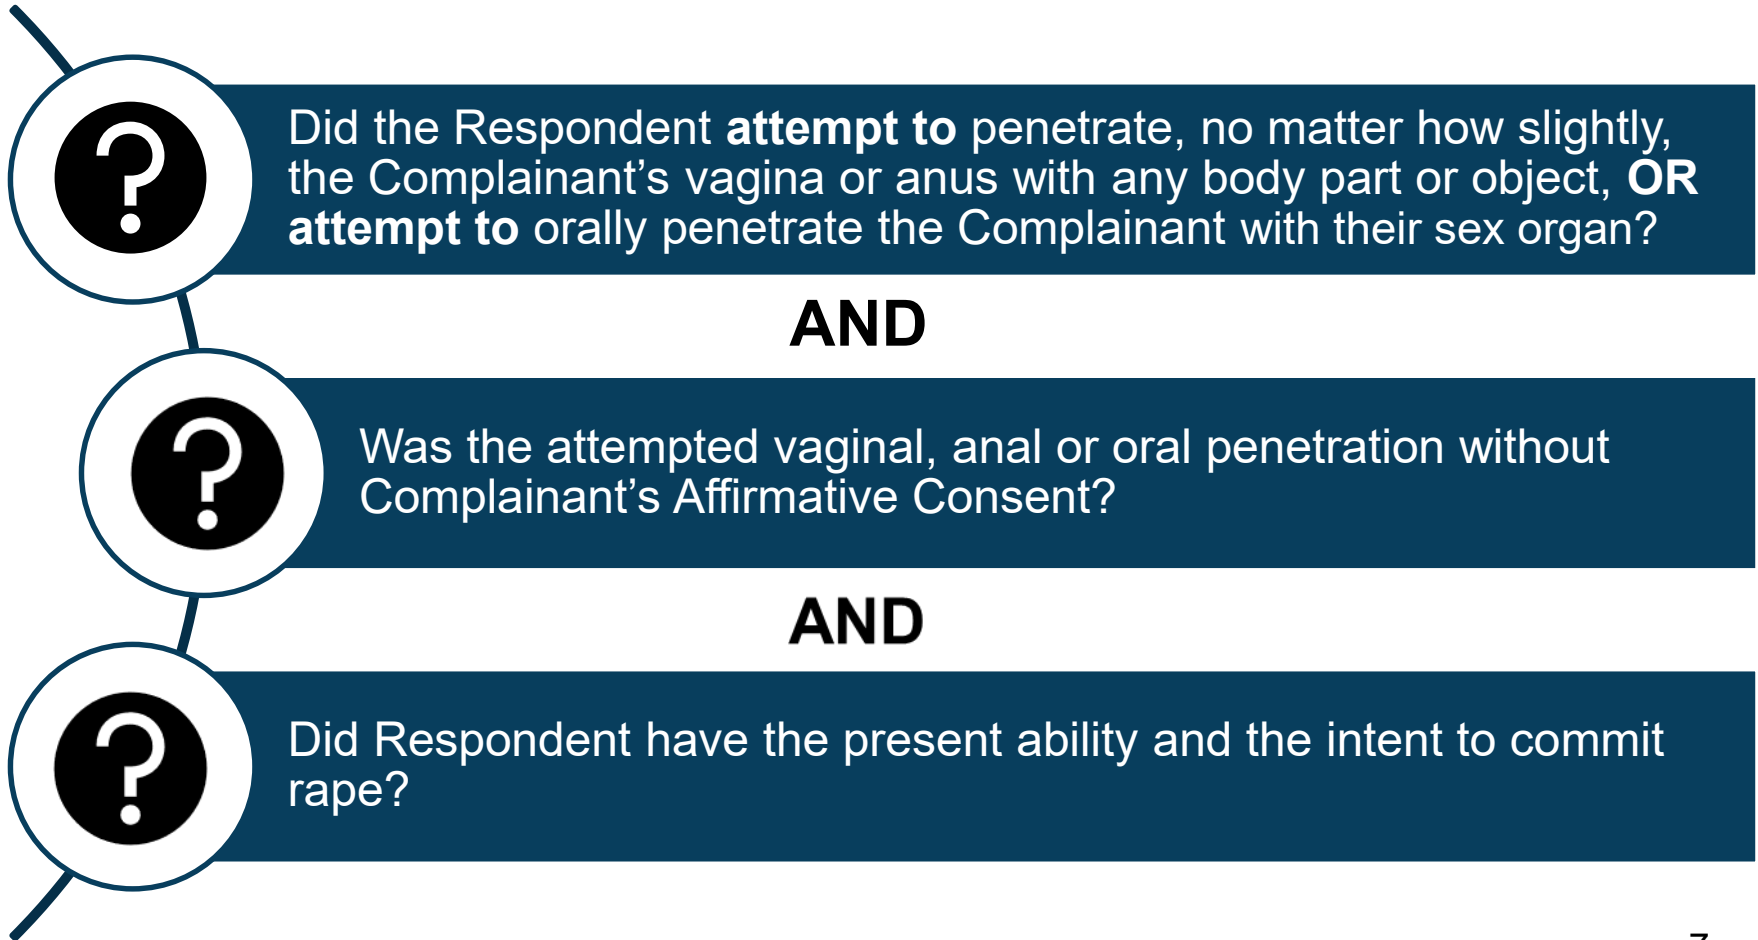 Did the Respondent attempt to penetrate, no matter how slightly,
the Complainant’s vagina or anus with any body part or object, OR
attempt to orally penetrate the Complainant with their sex organ?
AND
Was the attempted vaginal, anal or oral penetration without
Complainant’s Affirmative Consent?
AND
Did Respondent have the present ability and the intent to commit
rape?